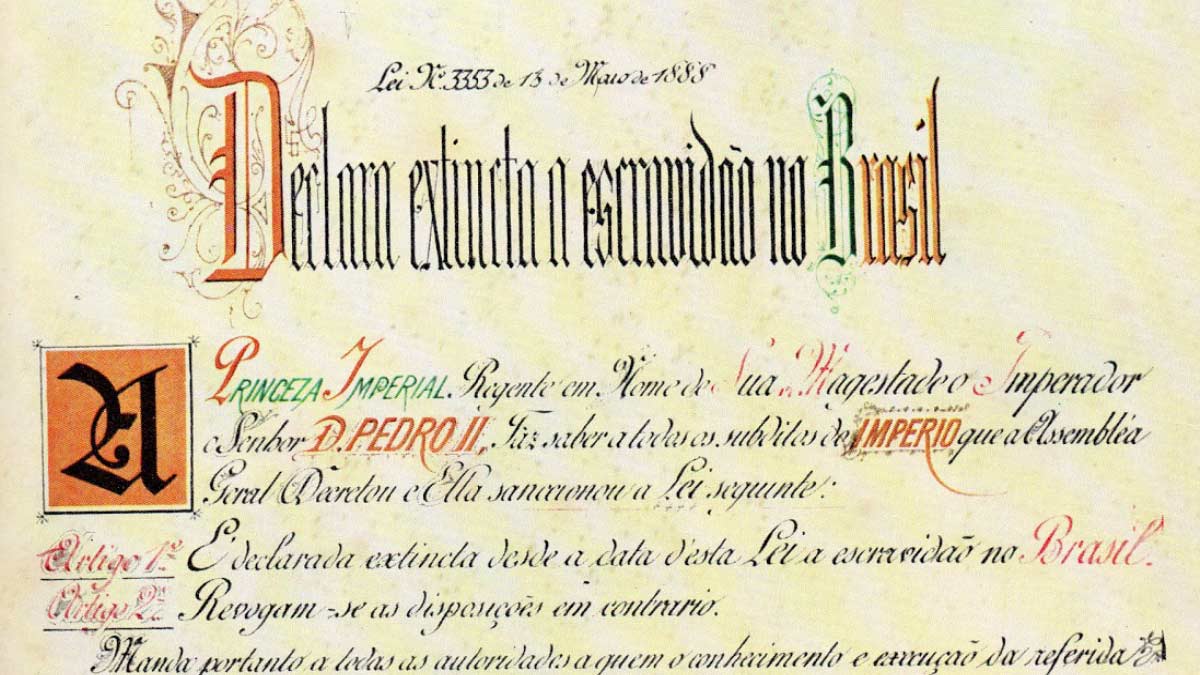 Lei Nº 3353 de 13 de Maio de 1888
Declara extincta a escravidão no Brasil
A PRINCEZA IMPERIAL. Regente em Nome de Sua Magestade o Imperador
o Senhor D. PEDRO II, Faz saber a todos os subditos do IMPERIO que a Assembléa
Geral Decretou e Ella sanccionou a Lei seguinte:
Artigo 1º É declarada extincta desde a data d'esta Lei a escravidão no Brasil.
Artigo 2º Revogam-se as disposições em contrario.
Manda portanto a todas as autoridades a quem o conhecimento e execução da referida